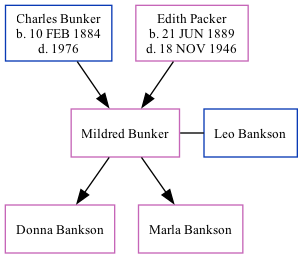 Charles Bunker
b. 10 FEB 1884
d. 1976
Edith Packer
b. 21 JUN 1889
d. 18 NOV 1946
Mildred Bunker
Leo Bankson
Donna Bankson
Marla Bankson